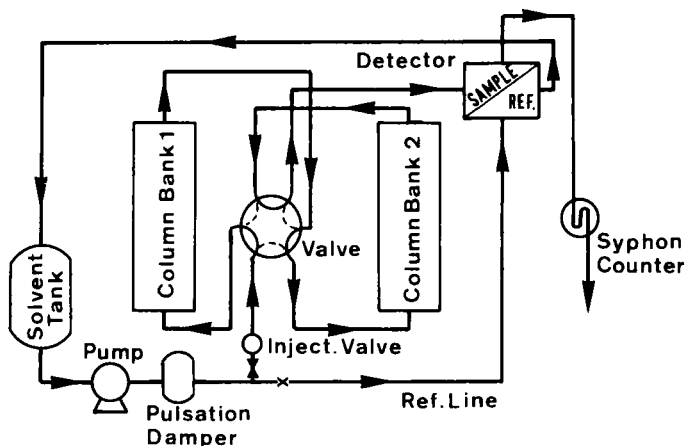 Detector
SAMPLE
REF.
Column Bank 1
Column Bank 2
Valve
Syphon
Counter
Solvent
Tank
Inject. Valve
Pump
Pulsation
Damper
Ref. Line